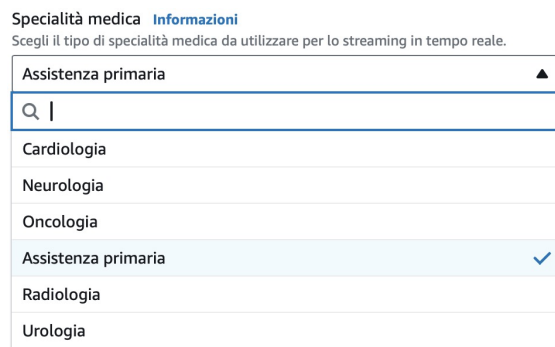 Specialità medica Informazioni
Scegli il tipo di specialità medica da utilizzare per lo streaming in tempo reale.
Assistenza primaria
Cardiologia
Neurologia
Oncologia
Assistenza primaria
Radiologia
Urologia